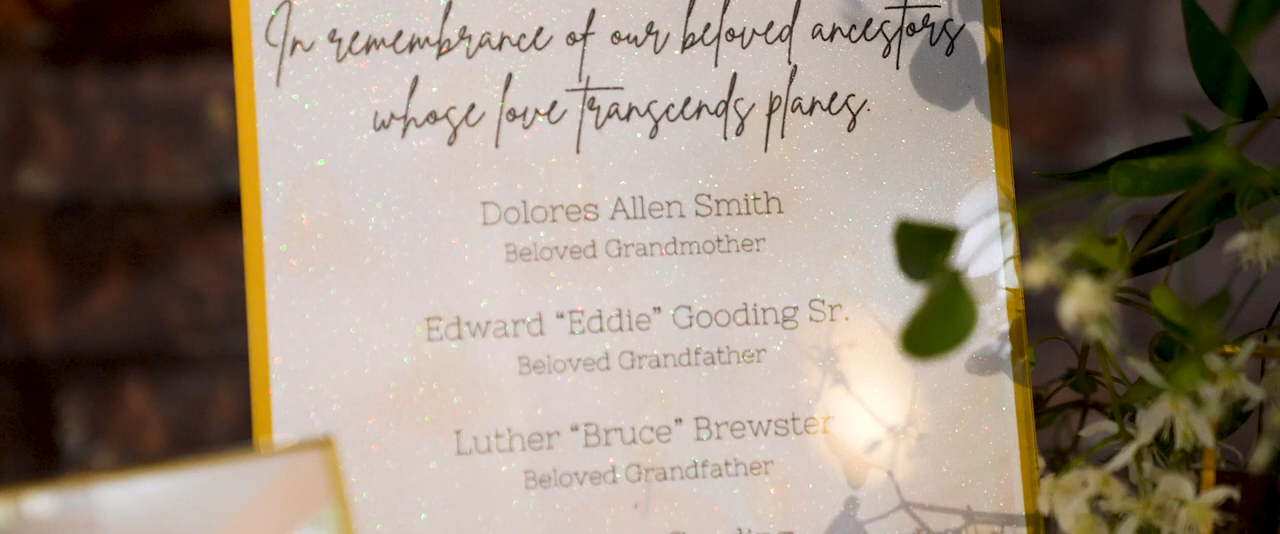 In remembrance of our beloved ancestors
whose love transcends planes.
Dolores Allen Smith
Beloved Grandmother
Edward “Eddie” Gooding Sr.
Beloved Grandfather
Luther “Bruce” Brewster
Beloved Grandfather